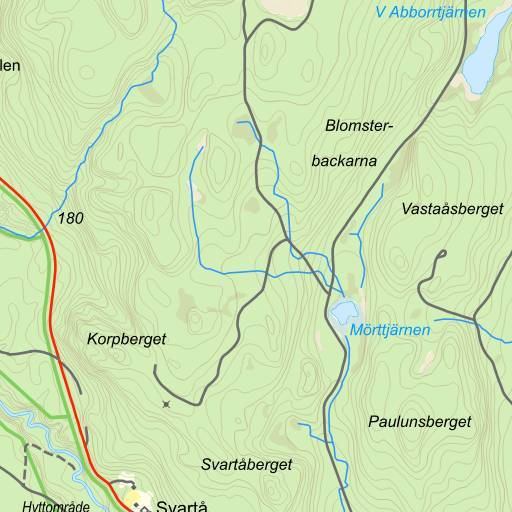 V Abborrtjärnen
len
Blomster-
backarna
180
Vastaåsberget
Mörttjärnen
Korpberget
Paulunsberget
Svartåberget
Hyttområde
Svartå